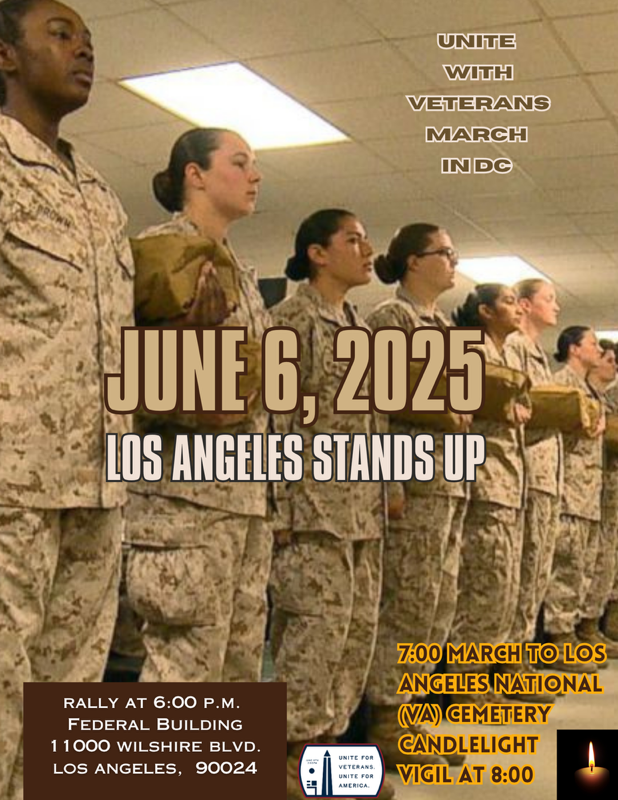 UNITE
WITH
VETERANS
MARCH
IN DC
BROWN
JUNE 6, 2025
LOS ANGELES STANDS UP
7:00 MARCH TO LOS
ANGELES NATIONAL
(VA) CEMETERY
CANDLELIGHT
VIGIL AT 8:00
RALLY AT 6:00 P.M.
FEDERAL BUILDING
11000 WILSHIRE BLVD.
LOS ANGELES, 90024
UNITE FOR
VETERANS.
UNITE FOR
AMERICA.